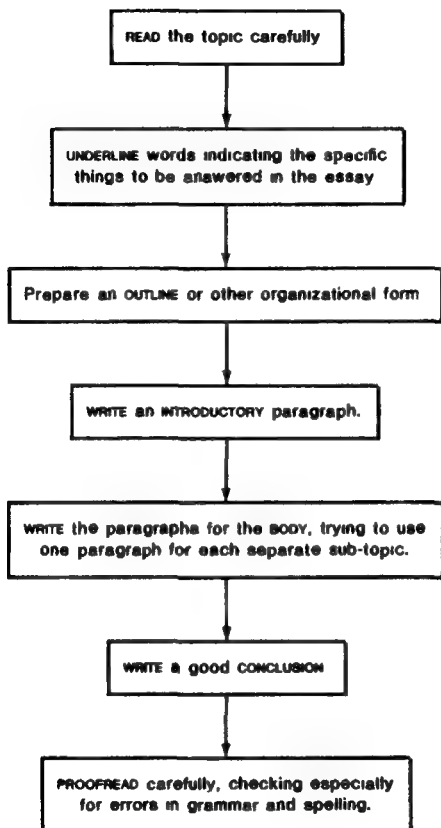 READ the topic carefully
UNDERLINE words indicating the specific
things to be answered in the essay
Prepare an OUTLINE or other organizational form
WRITE an INTRODUCTORY paragraph.
WRITE the paragraphs for the BODY, trying to use
one paragraph for each separate sub-topic.
WRITE a good CONCLUSION
PROOFREAD carefully, checking especially
for errors in grammar and spelling.